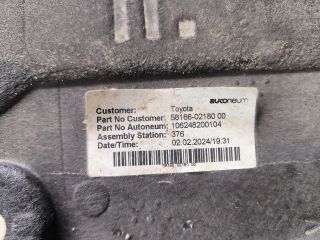 autoneum
Customer: Toyota
Part No Customer: 56166-02180 00
Part No Autoneum: 106248200104
Assembly Station: 376
Date/Time: 02.02.2024/19:31